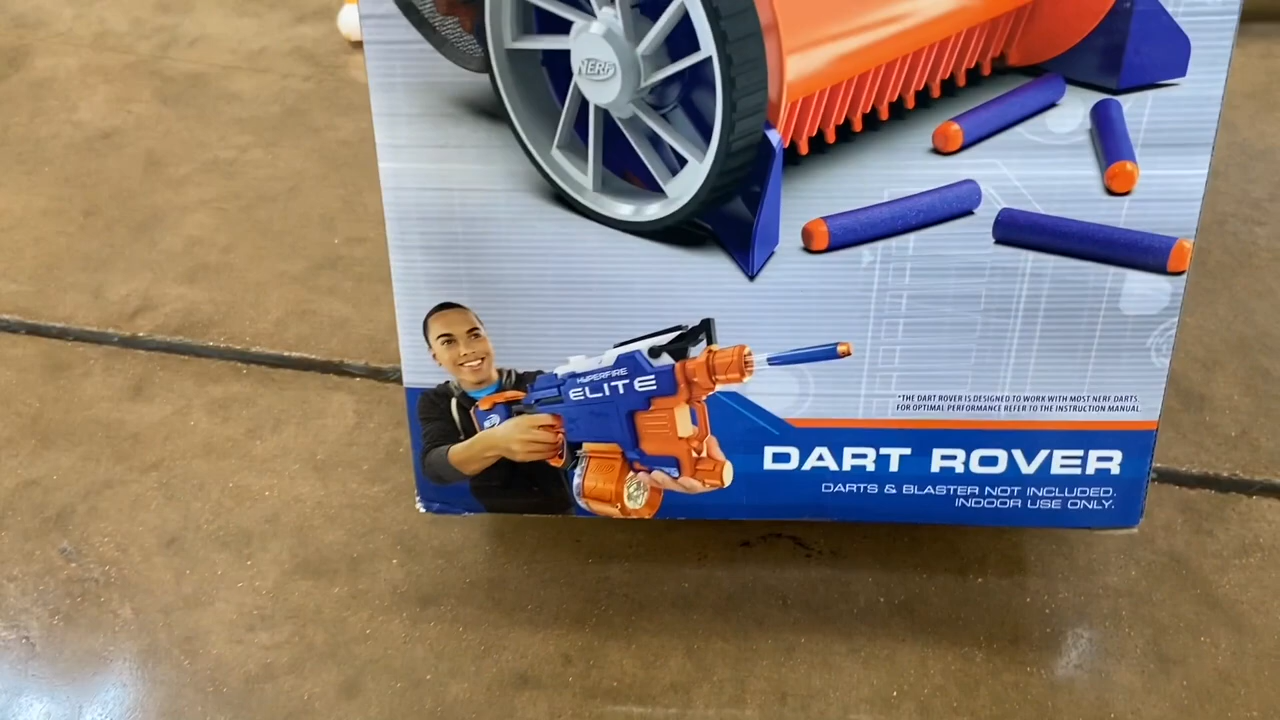 NERF
HYPERFIRE
ELITE
NERF
*THE DART ROVER IS DESIGNED TO WORK WITH MOST NERF DARTS.
FOR OPTIMAL PERFORMANCE REFER TO THE INSTRUCTION MANUAL.
DART ROVER
DARTS & BLASTER NOT INCLUDED.
INDOOR USE ONLY.